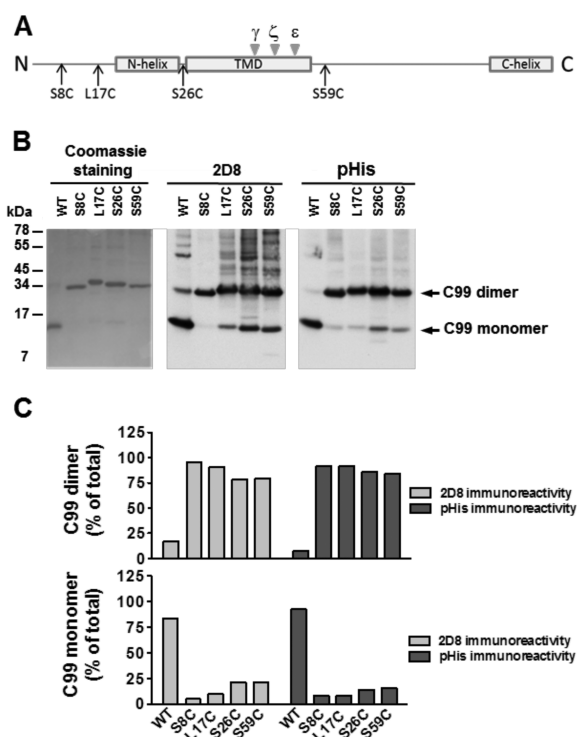 A
γ ζ ε
N N-helix TMD C-helix C
S8C L17C S26C S59C
B
Coomassie staining 2D8 pHis
kDa WT S8C L17C S26C S59C WT S8C L17C S26C S59C WT S8C L17C S26C S59C
78
55
45
34
17
7
C99 dimer
C99 monomer
C
C99 dimer
(% of total)
125
100
75
50
25
0
2D8 immunoreactivity
pHis immunoreactivity
C99 monomer
(% of total)
125
100
75
50
25
0
2D8 immunoreactivity
pHis immunoreactivity
WT S8C L17C S26C S59C WT S8C L17C S26C S59C